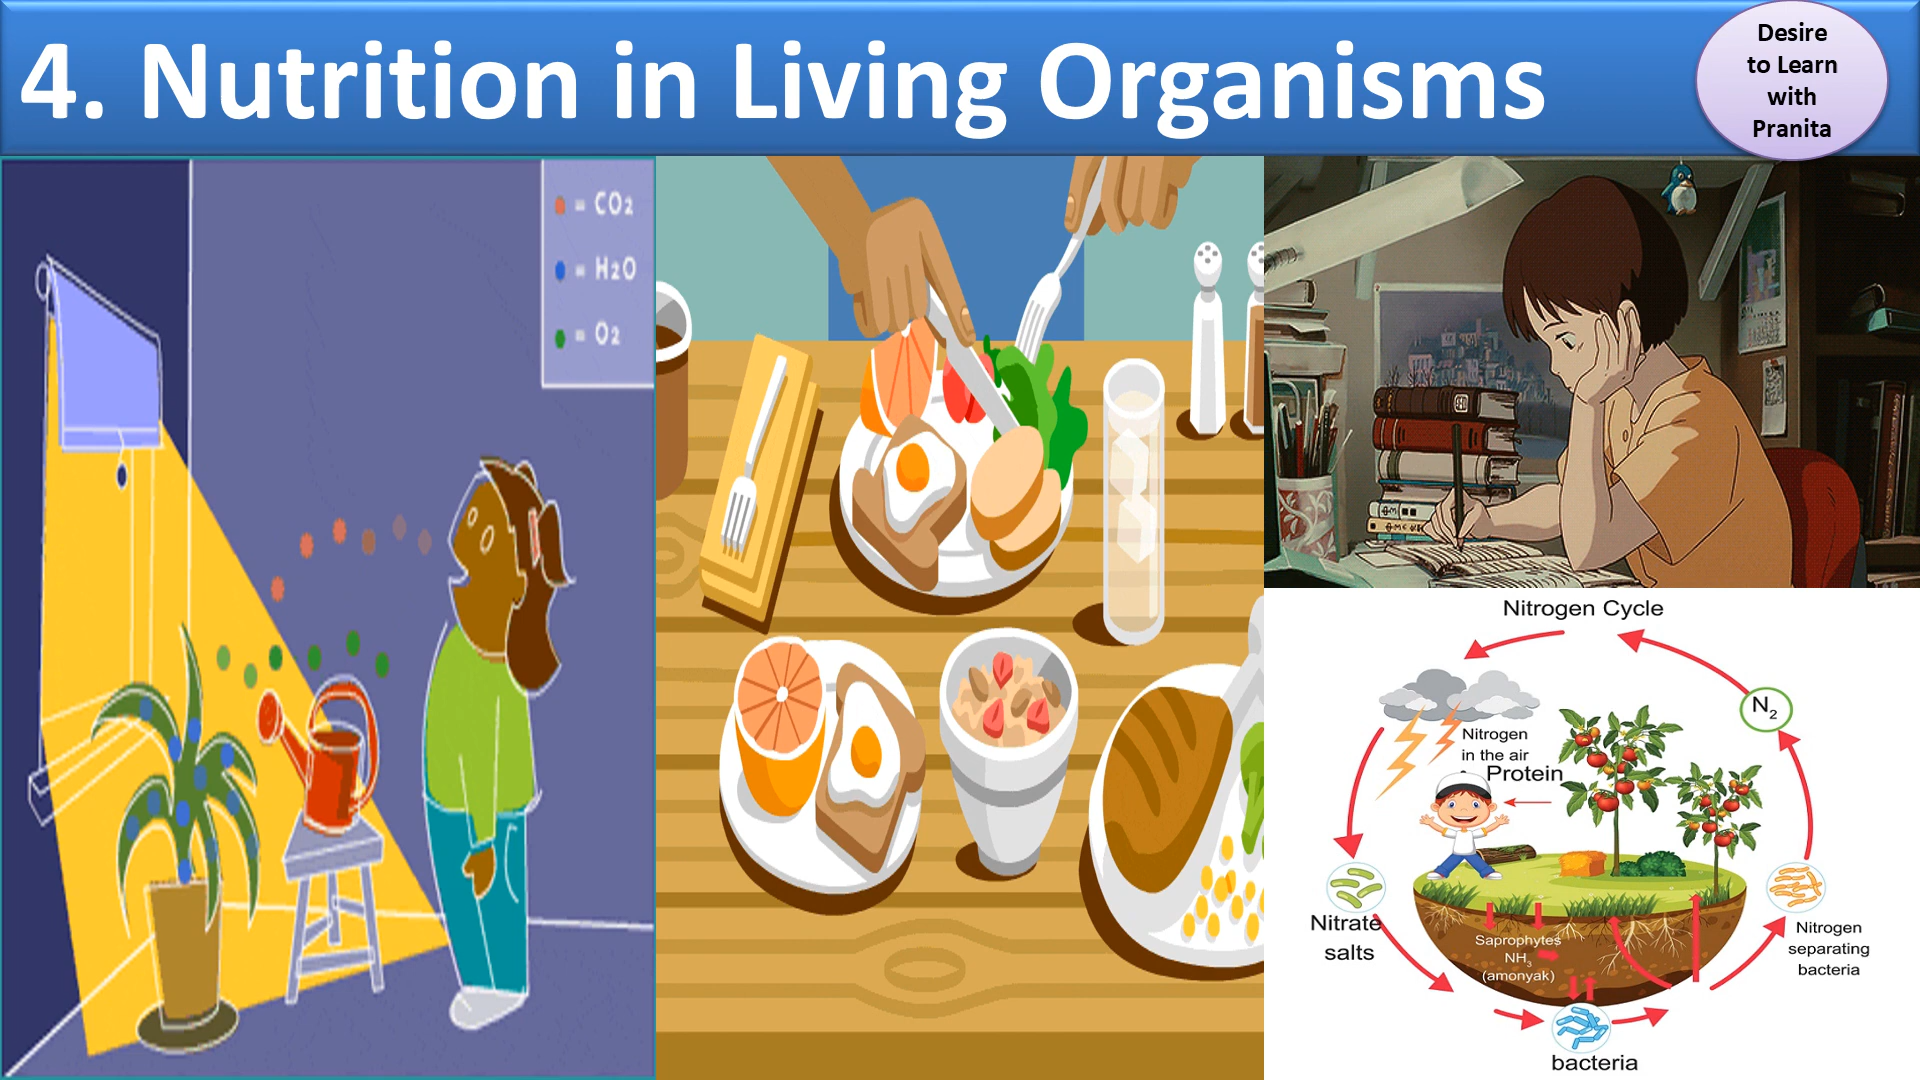 4. Nutrition in Living Organisms
Desire
to Learn
with
Pranita
= CO2
= H2O
= O2
Nitrogen Cycle
N2
Nitrogen
in the air
Protein
Nitrate
salts
Saprophytes
NH3
(amonyak)
Nitrogen
separating
bacteria
bacteria